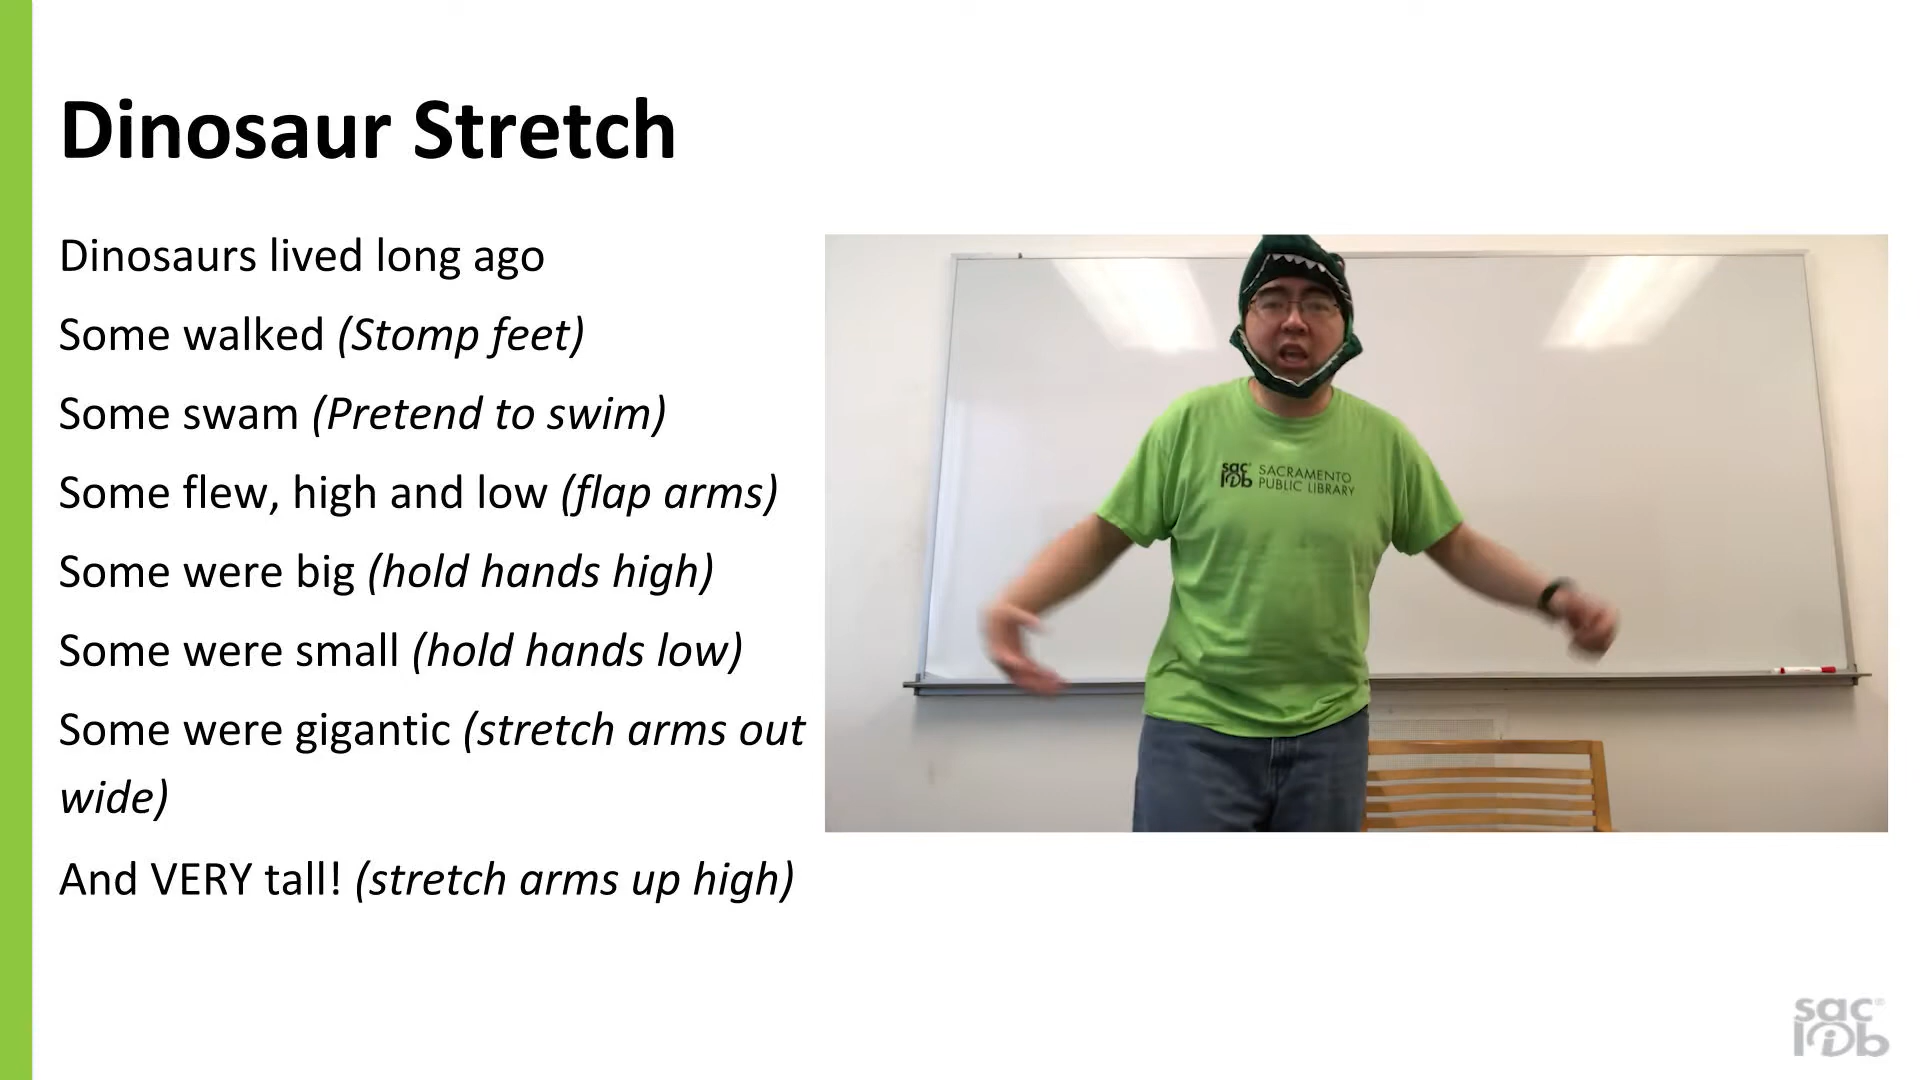 Dinosaur Stretch
Dinosaurs lived long ago
Some walked (Stomp feet)
Some swam (Pretend to swim)
Some flew, high and low (flap arms)
Some were big (hold hands high)
Some were small (hold hands low)
Some were gigantic (stretch arms out
wide)
And VERY tall! (stretch arms up high)
sac lib SACRAMENTO
PUBLIC LIBRARY
sac®
lib